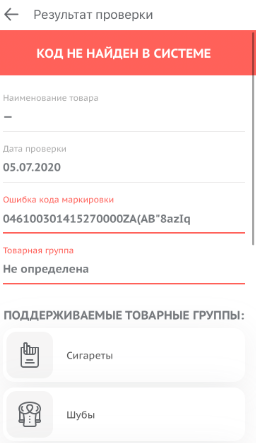 Результат проверки
КОД НЕ НАЙДЕН В СИСТЕМЕ
Наименование товара
—
Дата проверки
05.07.2020
Ошибка кода маркировки
046100301415270000ZA(AB"8azIq
Товарная группа
Не определена
ПОДДЕРЖИВАЕМЫЕ ТОВАРНЫЕ ГРУППЫ:
Сигареты
Шубы